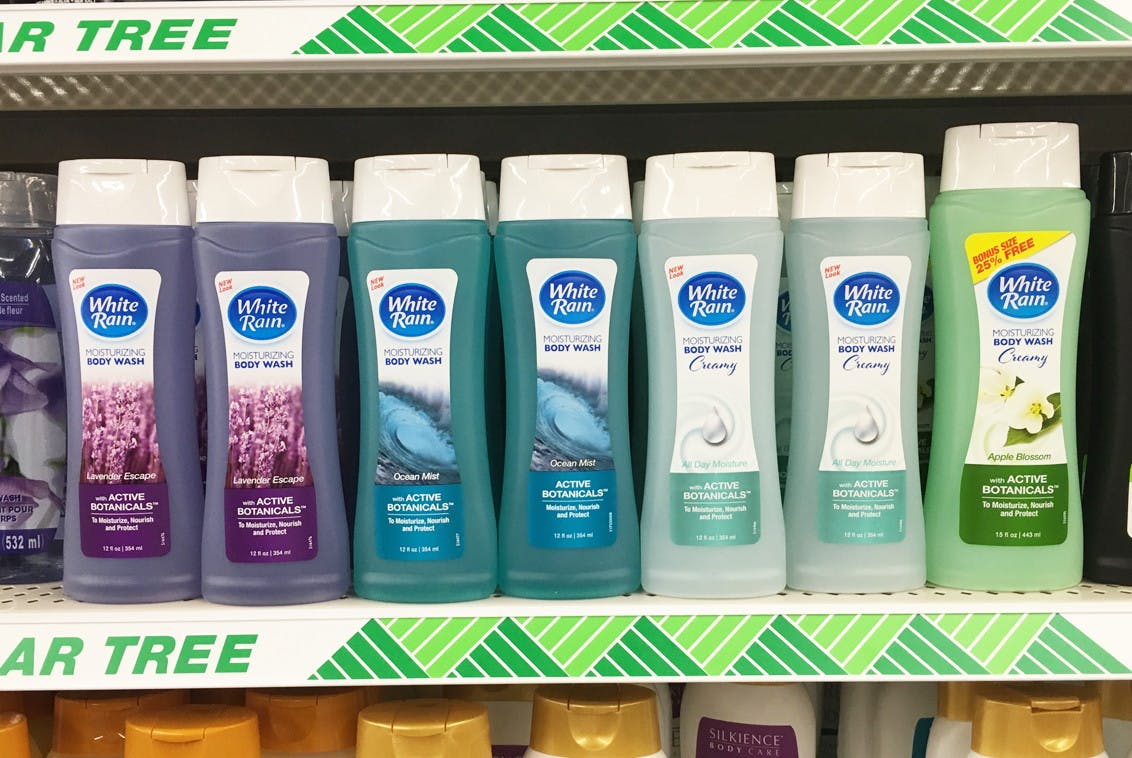 AR TREE
Scented
de fleur
WASH
T POUR
RPS
(532 ml)
NEW Look
White
Rain®
MOISTURIZING
BODY WASH
Lavender Escape
with ACTIVE
BOTANICALS™
To Moisturize, Nourish
and Protect
12 fl oz | 354 ml
NEW Look
White
Rain®
MOISTURIZING
BODY WASH
Lavender Escape
with ACTIVE
BOTANICALS™
To Moisturize, Nourish
and Protect
12 fl oz | 354 ml
NEW Look
White
Rain®
MOISTURIZING
BODY WASH
Ocean Mist
with ACTIVE
BOTANICALS™
To Moisturize, Nourish
and Protect
12 fl oz | 354 ml
White
Rain®
MOISTURIZING
BODY WASH
Ocean Mist
ACTIVE
BOTANICALS™
Moisturize, Nourish
and Protect
12 fl oz | 354 ml
NEW Look
White
Rain®
MOISTURIZING
BODY WASH
Creamy
All Day Moisture
with ACTIVE
BOTANICALS™
To Moisturize, Nourish
and Protect
12 fl oz | 354 ml
NEW Look
White
Rain®
MOISTURIZING
BODY WASH
Creamy
All Day Moisture
with ACTIVE
BOTANICALS™
To Moisturize, Nourish
and Protect
12 fl oz | 354 ml
BONUS SIZE
25% FREE
White
Rain®
MOISTURIZING
BODY WASH
Creamy
Apple Blossom
with ACTIVE
BOTANICALS™
To Moisturize, Nourish
and Protect
15 fl oz | 443 ml
AR TREE
SILKIENCE™
BODY CARE